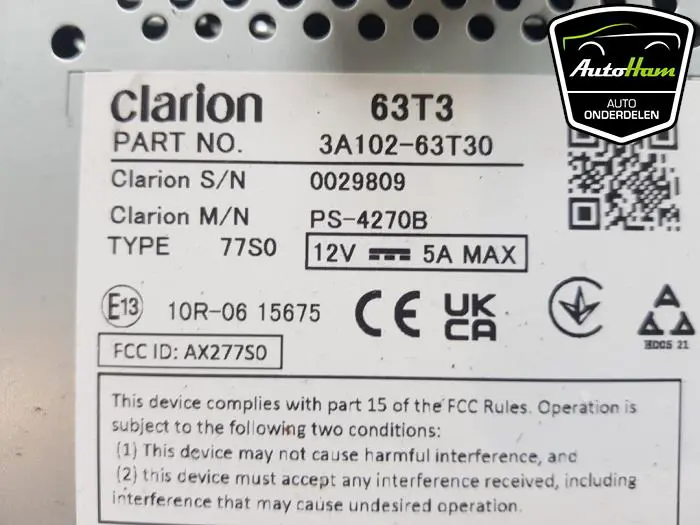 AutoHam
AUTO
ONDERDELEN
clarion 63T3
PART NO. 3A102-63T30
Clarion S/N 0029809
Clarion M/N PS-4270B
TYPE 77S0 12V 5A MAX
E13 10R-06 15675 CE UK CA
HDCS 21
FCC ID: AX277S0
This device complies with part 15 of the FCC Rules. Operation is
subject to the following two conditions:
(1) This device may not cause harmful interference, and
(2) this device must accept any interference received, including
interference that may cause undesired operation.